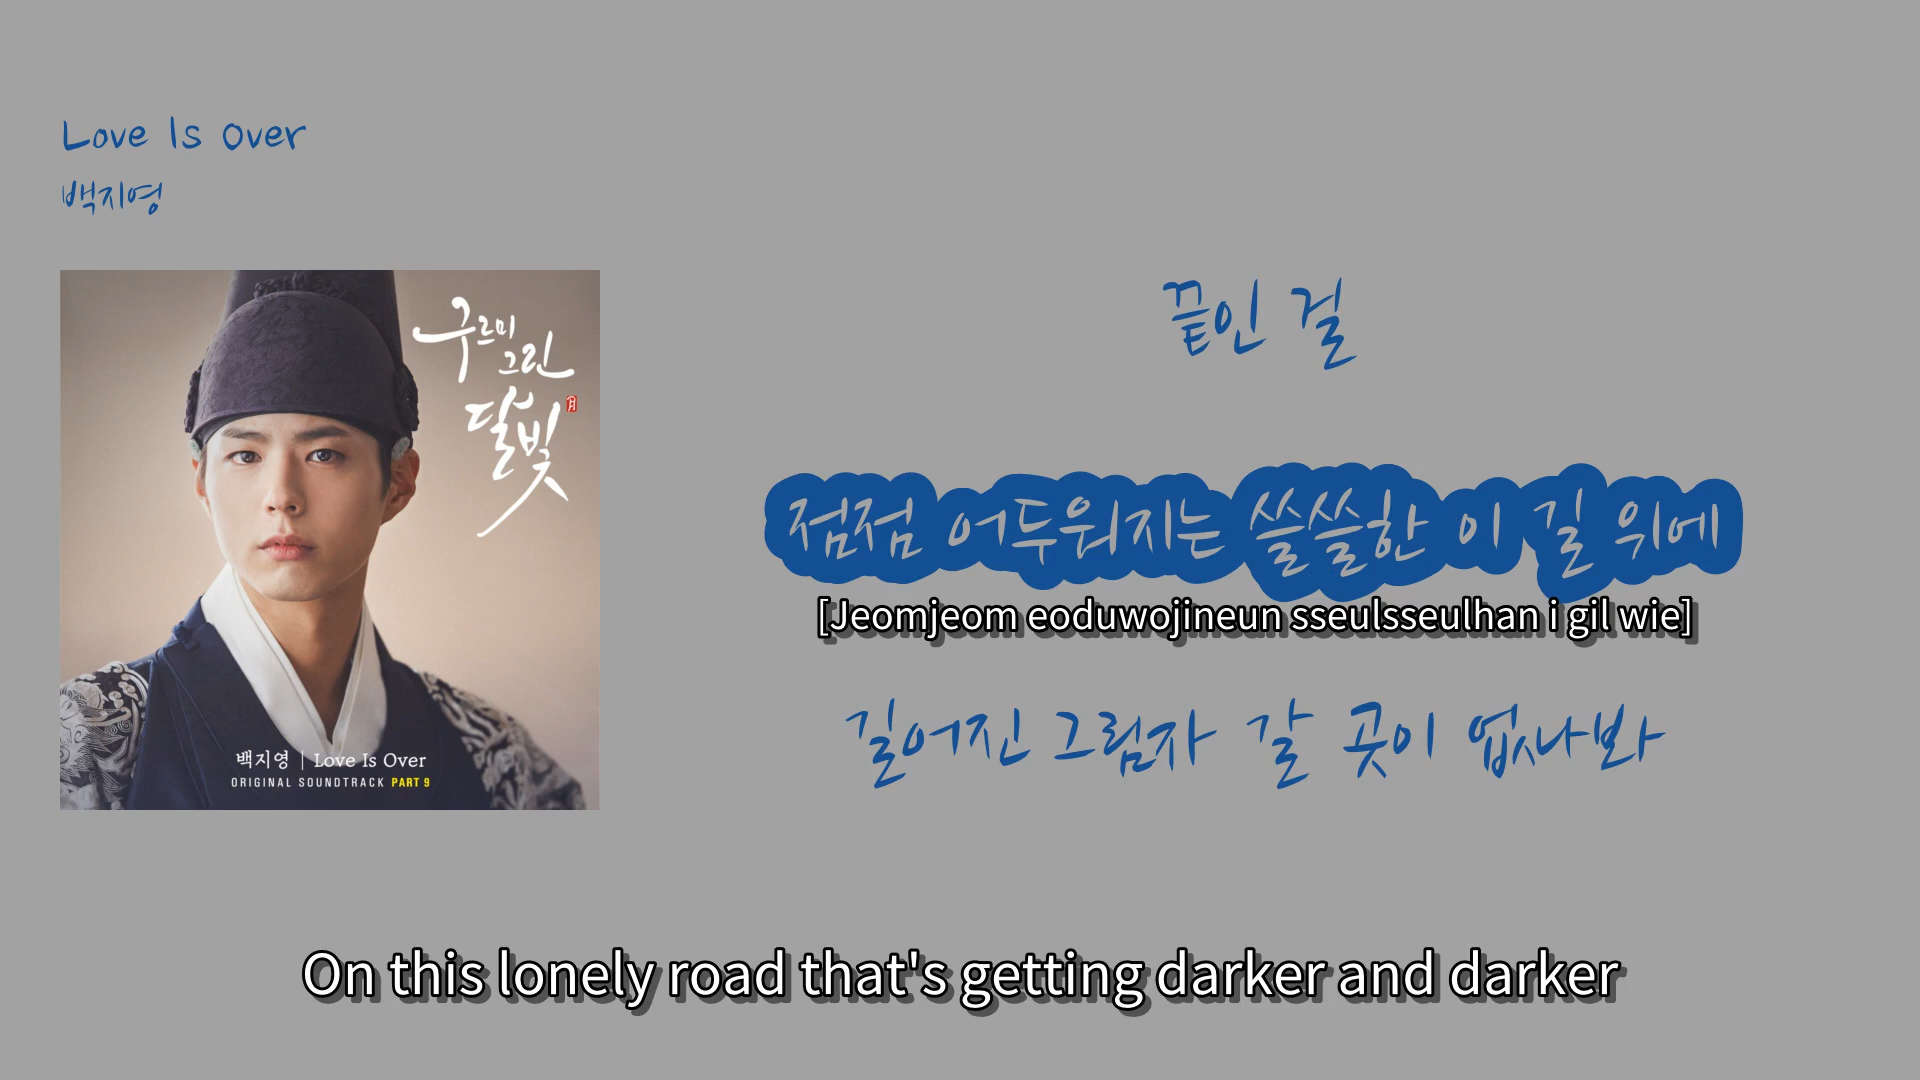 Love Is Over
백지영
구르미
그린
달빛
月
백지영 | Love Is Over
ORIGINAL SOUNDTRACK PART 9
끝인 걸
점점 어두워지는 쓸쓸한 이 길 위에
[Jeomjeom eoduwojineun sseulsseulhan i gil wie]
길어진 그림자 갈 곳이 없나봐
On this lonely road that's getting darker and darker